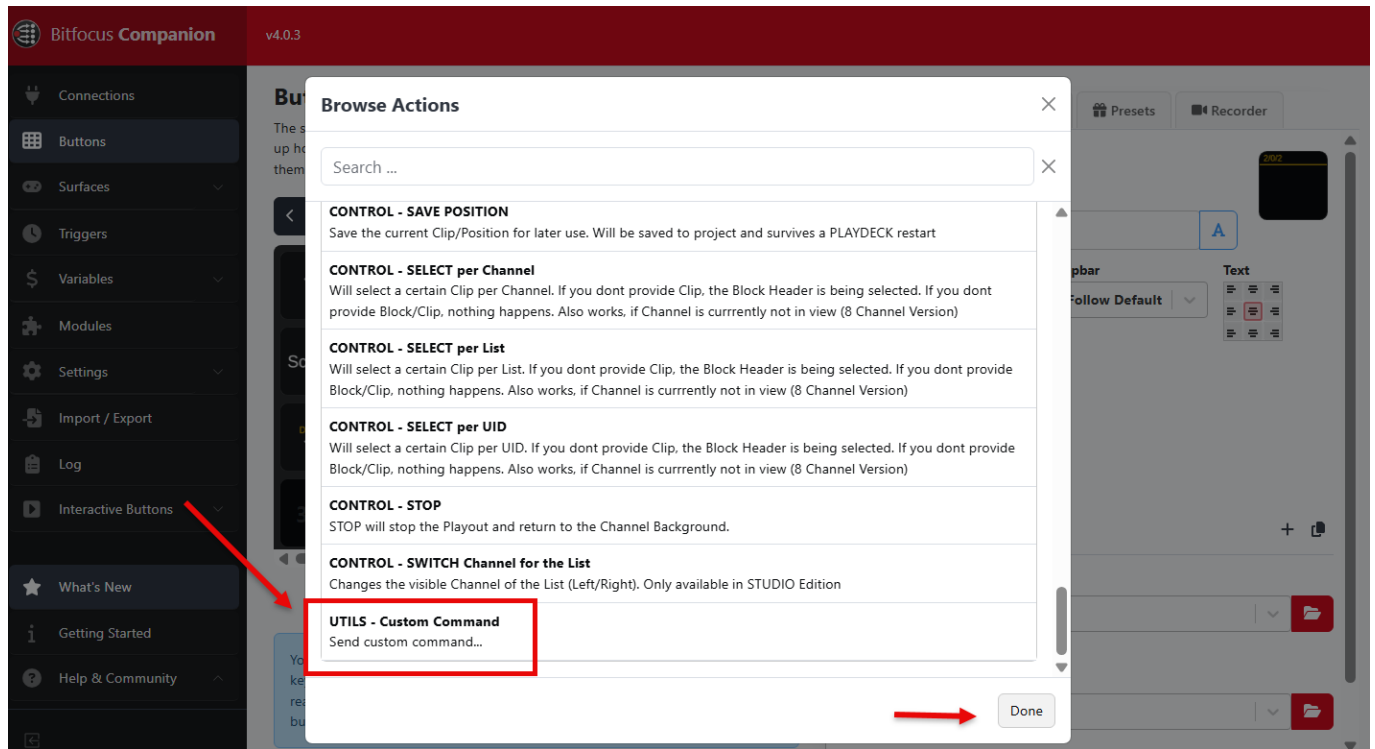 Bitfocus Companion
v4.0.3
Connections
Buttons
Surfaces
Triggers
Variables
Modules
Settings
Import / Export
Log
Interactive Buttons
What's New
Getting Started
Help & Community
Presets
Recorder
2/0/2
A
Text
Follow Default
Browse Actions
Search ...
CONTROL - SAVE POSITION
Save the current Clip/Position for later use. Will be saved to project and survives a PLAYDECK restart
CONTROL - SELECT per Channel
Will select a certain Clip per Channel. If you dont provide Clip, the Block Header is being selected. If you dont
provide Block/Clip, nothing happens. Also works, if Channel is currrently not in view (8 Channel Version)
CONTROL - SELECT per List
Will select a certain Clip per List. If you dont provide Clip, the Block Header is being selected. If you dont provide
Block/Clip, nothing happens. Also works, if Channel is currrently not in view (8 Channel Version)
CONTROL - SELECT per UID
Will select a certain Clip per UID. If you dont provide Clip, the Block Header is being selected. If you dont provide
Block/Clip, nothing happens. Also works, if Channel is currrently not in view (8 Channel Version)
CONTROL - STOP
STOP will stop the Playout and return to the Channel Background.
CONTROL - SWITCH Channel for the List
Changes the visible Channel of the List (Left/Right). Only available in STUDIO Edition
UTILS - Custom Command
Send custom command...
Done